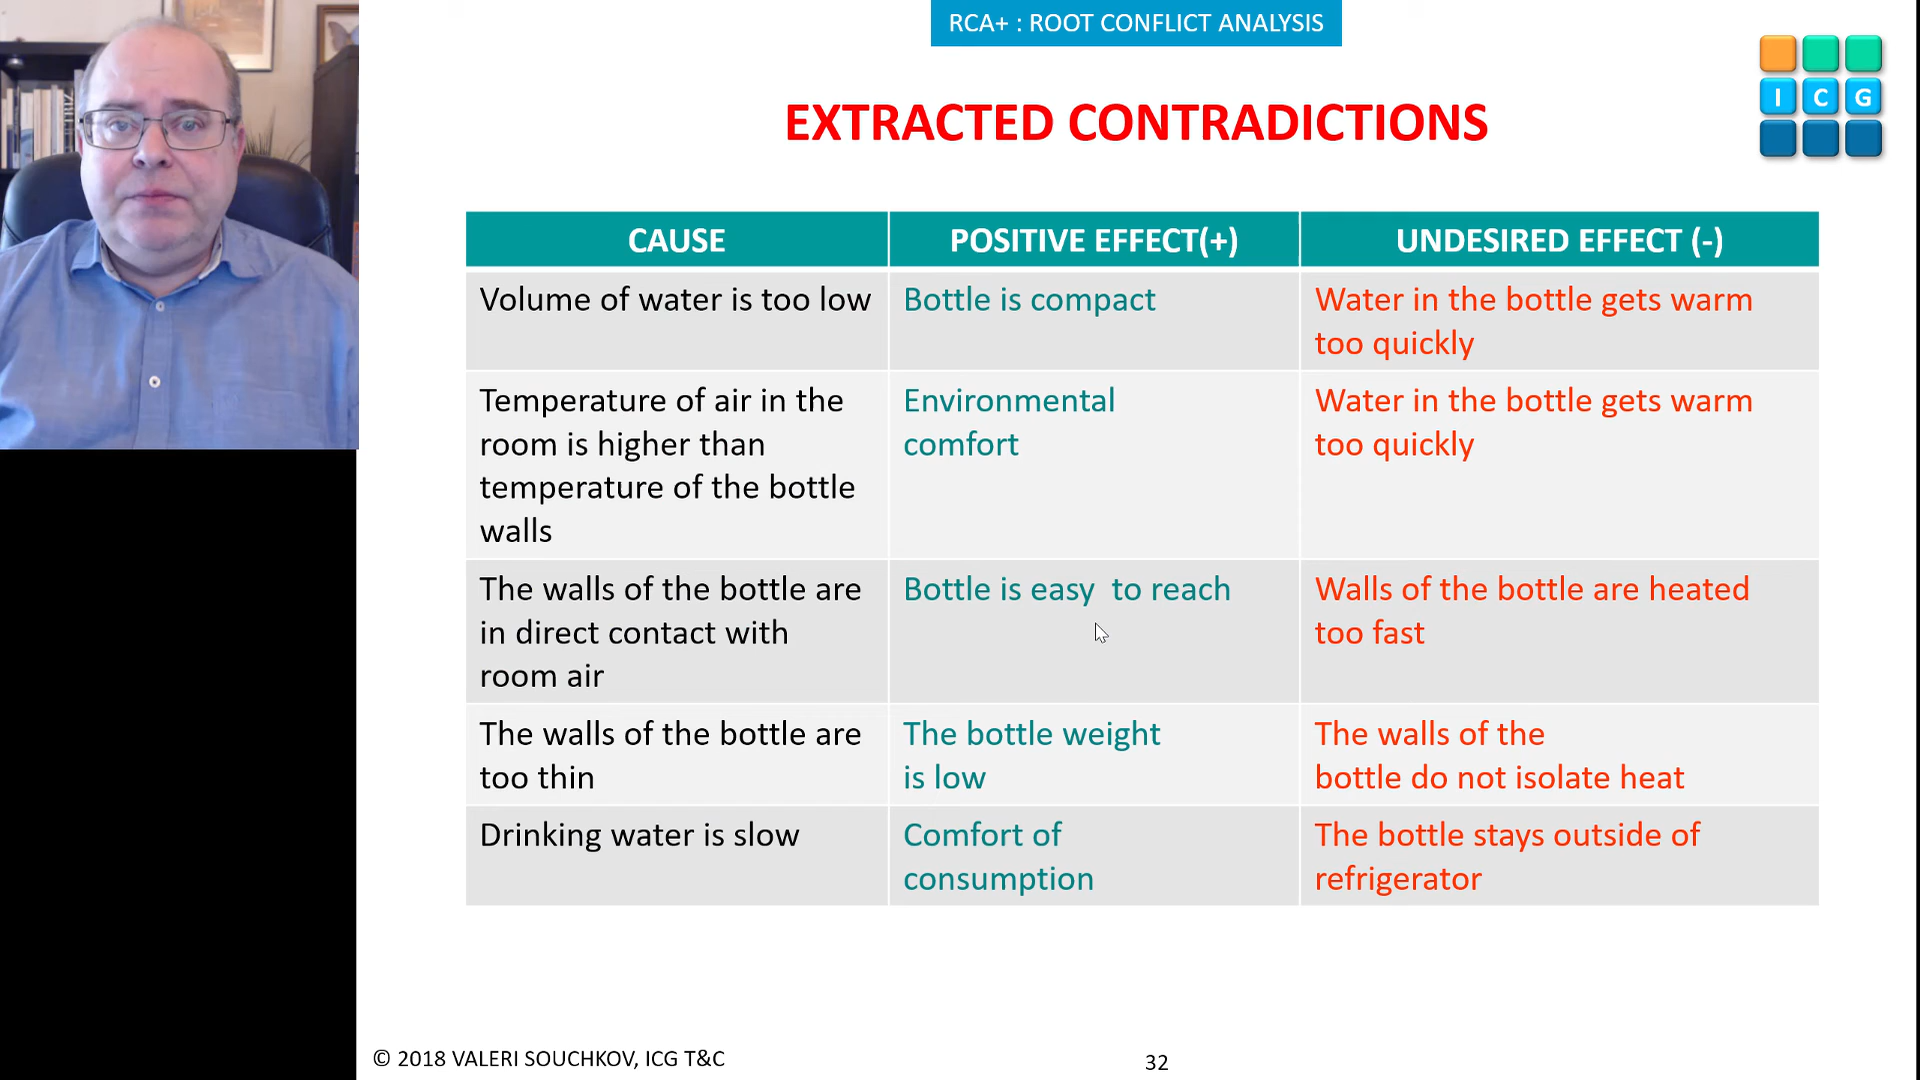 RCA+ : ROOT CONFLICT ANALYSIS
EXTRACTED CONTRADICTIONS
I C G
CAUSE
POSITIVE EFFECT(+)
UNDESIRED EFFECT (-)
Volume of water is too low
Bottle is compact
Water in the bottle gets warm
too quickly
Temperature of air in the
room is higher than
temperature of the bottle
walls
Environmental
comfort
Water in the bottle gets warm
too quickly
The walls of the bottle are
in direct contact with
room air
Bottle is easy  to reach
Walls of the bottle are heated
too fast
The walls of the bottle are
too thin
The bottle weight
is low
The walls of the
bottle do not isolate heat
Drinking water is slow
Comfort of
consumption
The bottle stays outside of
refrigerator
© 2018 VALERI SOUCHKOV, ICG T&C
32